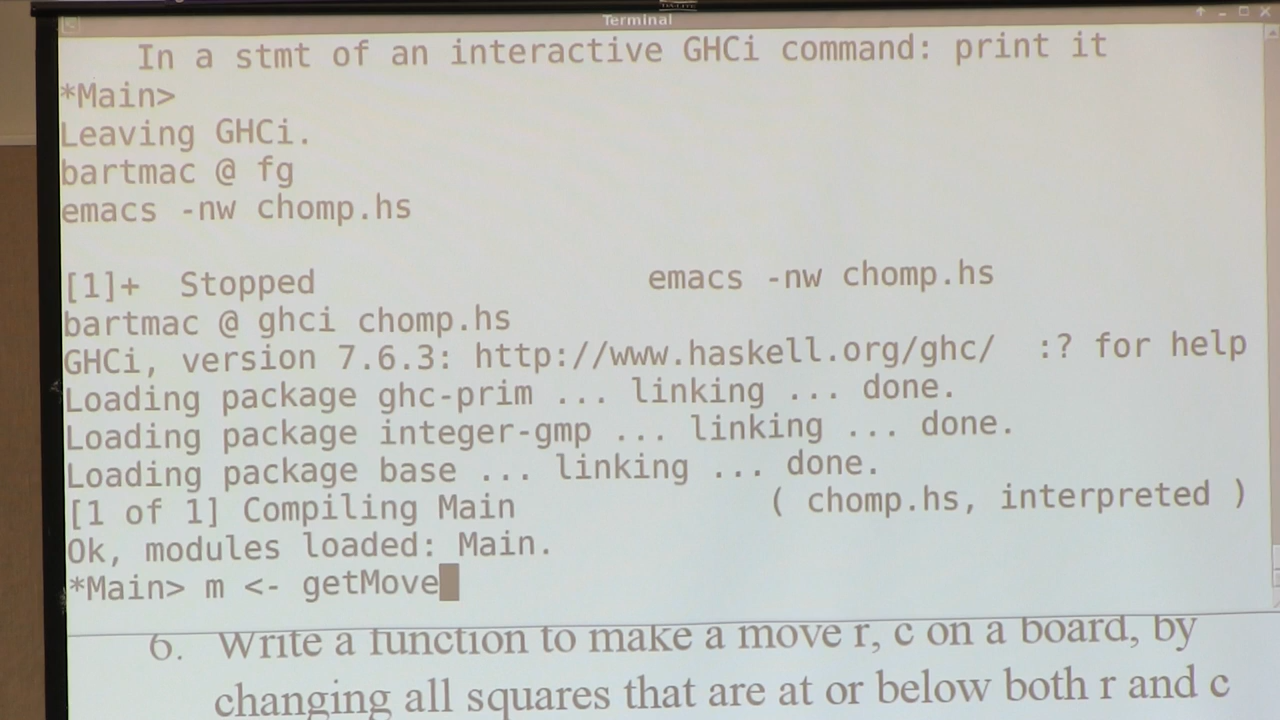 Terminal
In a stmt of an interactive GHCi command: print it
*Main>
Leaving GHCi.
bartmac @ fg
emacs -nw chomp.hs
[1]+  Stopped                 emacs -nw chomp.hs
bartmac @ ghci chomp.hs
GHCi, version 7.6.3: http://www.haskell.org/ghc/  :? for help
Loading package ghc-prim ... linking ... done.
Loading package integer-gmp ... linking ... done.
Loading package base ... linking ... done.
[1 of 1] Compiling Main             ( chomp.hs, interpreted )
Ok, modules loaded: Main.
*Main> m <- getMove
6. Write a function to make a move r, c on a board, by
changing all squares that are at or below both r and c